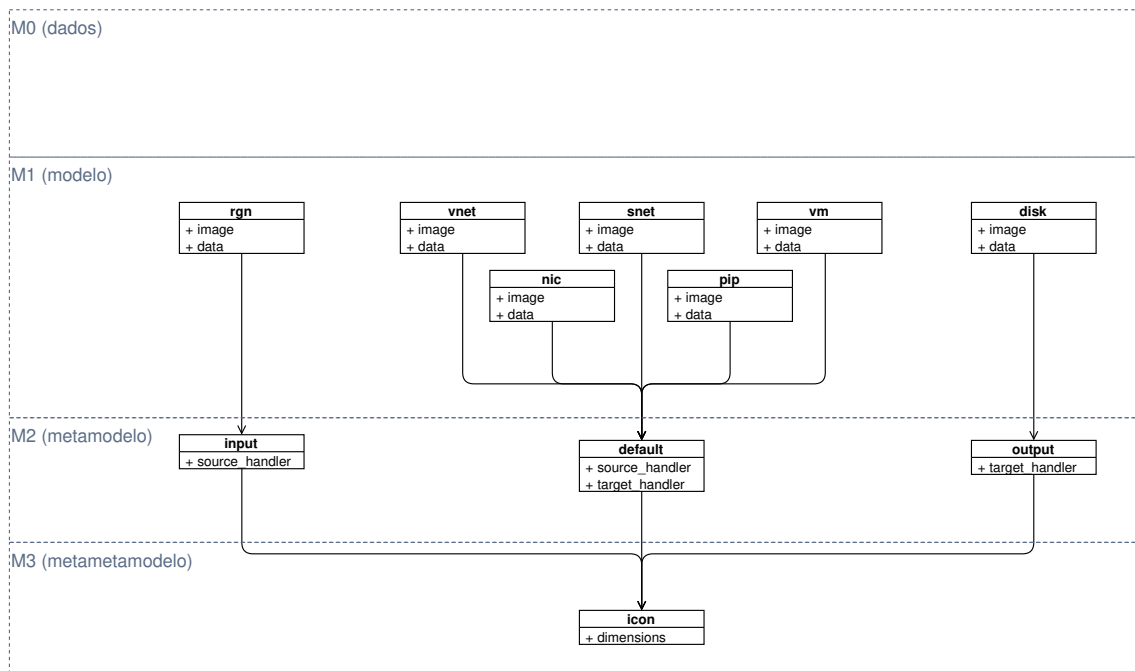 M0 (dados)
M1 (modelo)
rgn
+ image
+ data
vnet
+ image
+ data
snet
+ image
+ data
vm
+ image
+ data
disk
+ image
+ data
nic
+ image
+ data
pip
+ image
+ data
M2 (metamodelo)
input
+ source_handler
default
+ source_handler
+ target_handler
output
+ target_handler
M3 (metametamodelo)
icon
+ dimensions